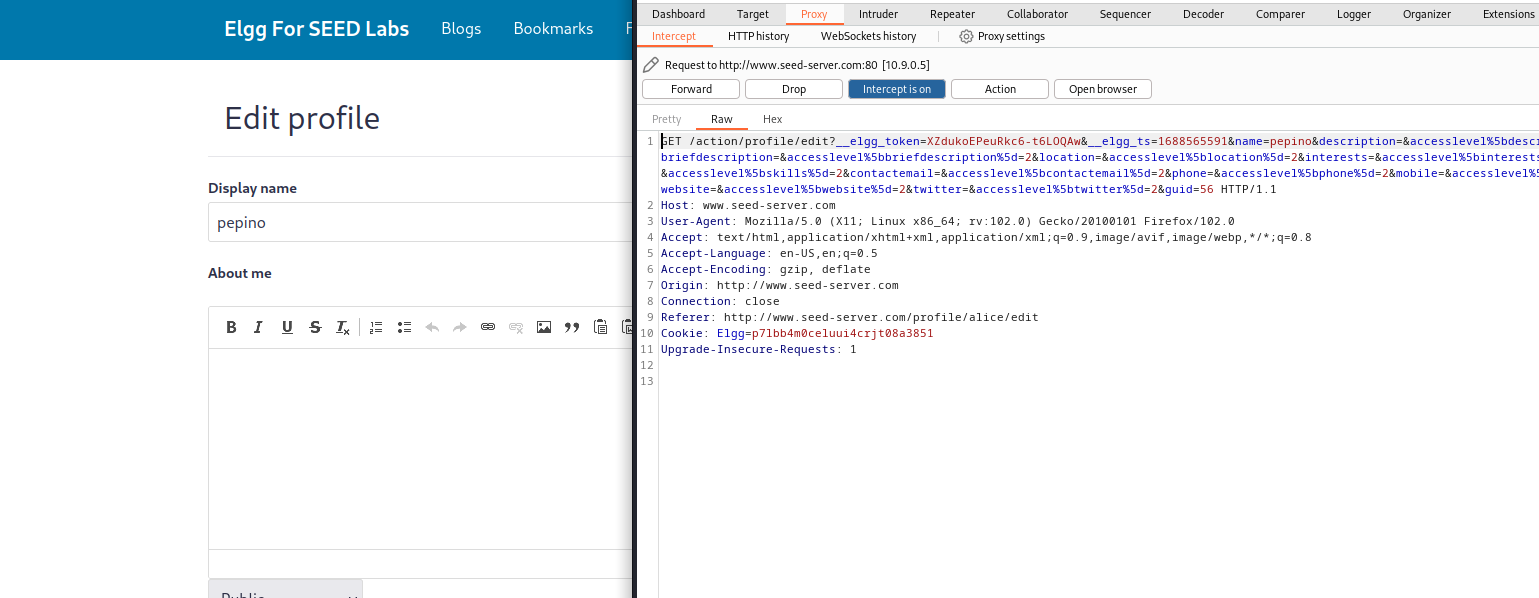 Elgg For SEED Labs Blogs Bookmarks
Edit profile
Display name
pepino
About me
B I U S Tx
Public
Dashboard Target Proxy Intruder Repeater Collaborator Sequencer Decoder Comparer Logger Organizer Extensions
Intercept HTTP history WebSockets history Proxy settings
Request to http://www.seed-server.com:80 [10.9.0.5]
Forward Drop Intercept is on Action Open browser
Pretty Raw Hex
1 GET /action/profile/edit?__elgg_token=XZdukoEPeuRkc6-t6LOQAw&__elgg_ts=1688565591&name=pepino&description=&accesslevel%5bdescr
briefdescription=&accesslevel%5bbriefdescription%5d=2&location=&accesslevel%5blocation%5d=2&interests=&accesslevel%5binterests
&accesslevel%5bskills%5d=2&contactemail=&accesslevel%5bcontactemail%5d=2&phone=&accesslevel%5bphone%5d=2&mobile=&accesslevel%5
website=&accesslevel%5bwebsite%5d=2&twitter=&accesslevel%5btwitter%5d=2&guid=56 HTTP/1.1
2 Host: www.seed-server.com
3 User-Agent: Mozilla/5.0 (X11; Linux x86_64; rv:102.0) Gecko/20100101 Firefox/102.0
4 Accept: text/html,application/xhtml+xml,application/xml;q=0.9,image/avif,image/webp,*/*;q=0.8
5 Accept-Language: en-US,en;q=0.5
6 Accept-Encoding: gzip, deflate
7 Origin: http://www.seed-server.com
8 Connection: close
9 Referer: http://www.seed-server.com/profile/alice/edit
10 Cookie: Elgg=p7lbb4m0celuui4crjt08a3851
11 Upgrade-Insecure-Requests: 1
12
13